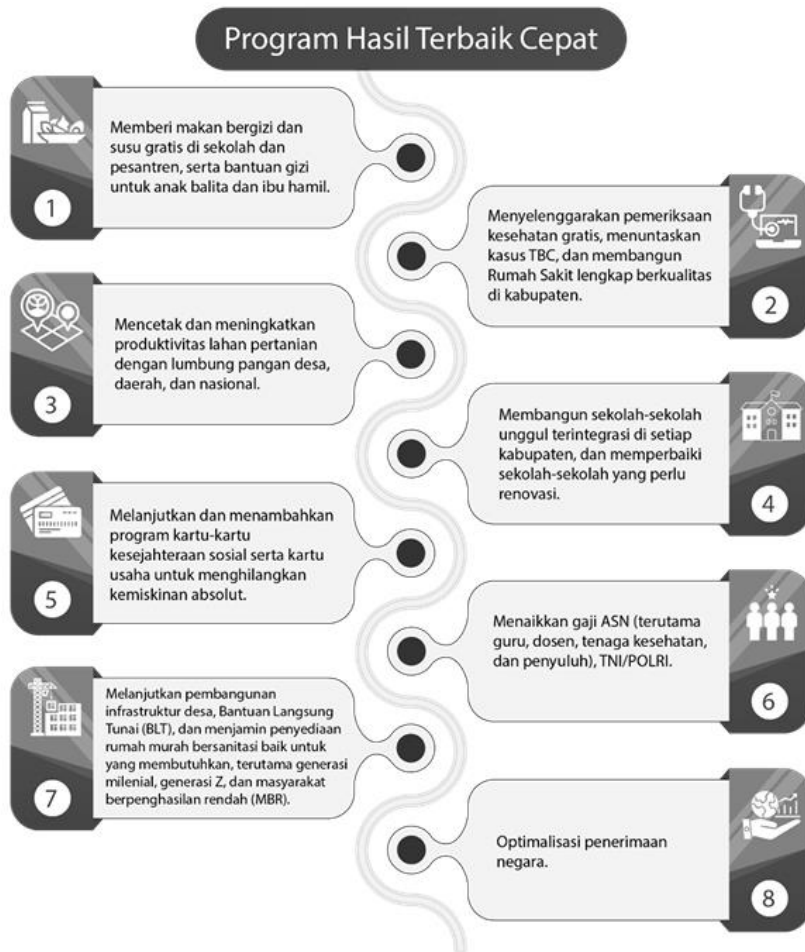 Program Hasil Terbaik Cepat
Memberi makan bergizi dan
susu gratis di sekolah dan
pesantren, serta bantuan gizi
untuk anak balita dan ibu hamil.
1
Menyelenggarakan pemeriksaan
kesehatan gratis, menuntaskan
kasus TBC, dan membangun
Rumah Sakit lengkap berkualitas
di kabupaten.
2
Mencetak dan meningkatkan
produktivitas lahan pertanian
dengan lumbung pangan desa,
daerah, dan nasional.
3
Membangun sekolah-sekolah
unggul terintegrasi di setiap
kabupaten, dan memperbaiki
sekolah-sekolah yang perlu
renovasi.
4
Melanjutkan dan menambahkan
program kartu-kartu
kesejahteraan sosial serta kartu
usaha untuk menghilangkan
kemiskinan absolut.
5
Menaikkan gaji ASN (terutama
guru, dosen, tenaga kesehatan,
dan penyuluh), TNI/POLRI.
6
Melanjutkan pembangunan
infrastruktur desa, Bantuan Langsung
Tunai (BLT), dan menjamin penyediaan
rumah murah bersanitasi baik untuk
yang membutuhkan, terutama generasi
milenial, generasi Z, dan masyarakat
berpenghasilan rendah (MBR).
7
Optimalisasi penerimaan
negara.
8